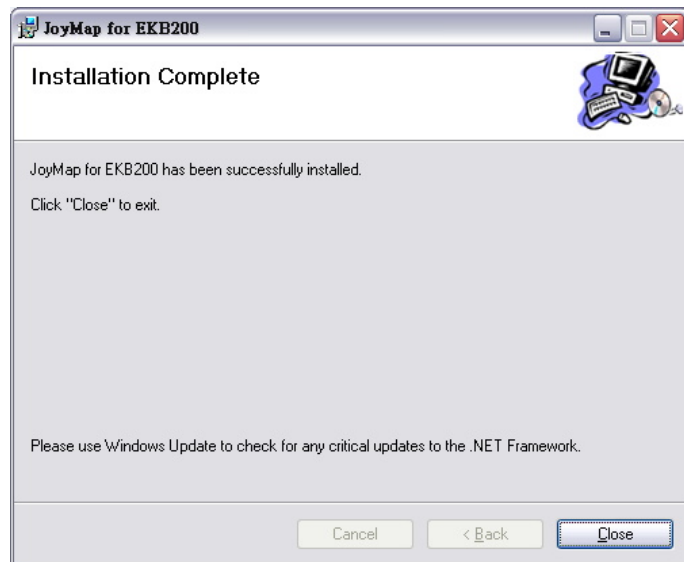 JoyMap for EKB200
Installation Complete
JoyMap for EKB200 has been successfully installed.
Click "Close" to exit.
Please use Windows Update to check for any critical updates to the .NET Framework.
Cancel
< Back
Close